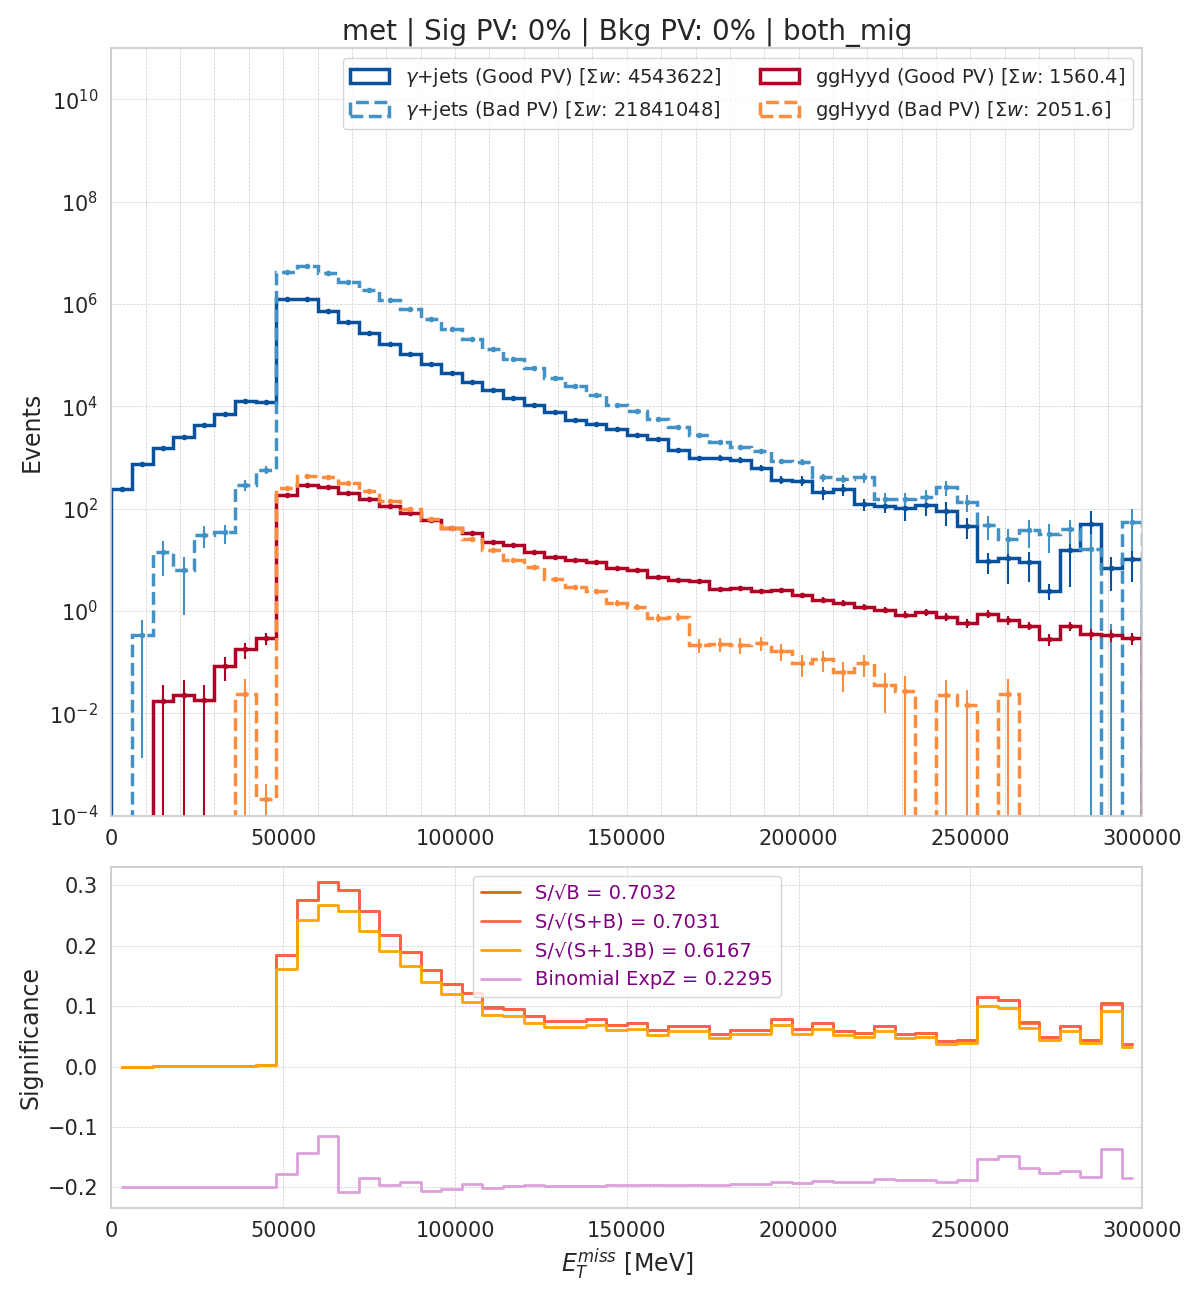 met | Sig PV: 0% | Bkg PV: 0% | both_mig
γ+jets (Good PV) [Σw: 4543622]
γ+jets (Bad PV) [Σw: 21841048]
ggHyyd (Good PV) [Σw: 1560.4]
ggHyyd (Bad PV) [Σw: 2051.6]
Events
10^10
10^8
10^6
10^4
10^2
10^0
10^−2
10^−4
0 50000 100000 150000 200000 250000 300000
S/√B = 0.7032
S/√(S+B) = 0.7031
S/√(S+1.3B) = 0.6167
Binomial ExpZ = 0.2295
Significance
0.3
0.2
0.1
0.0
−0.1
−0.2
0 50000 100000 150000 200000 250000 300000
E_T^miss [MeV]